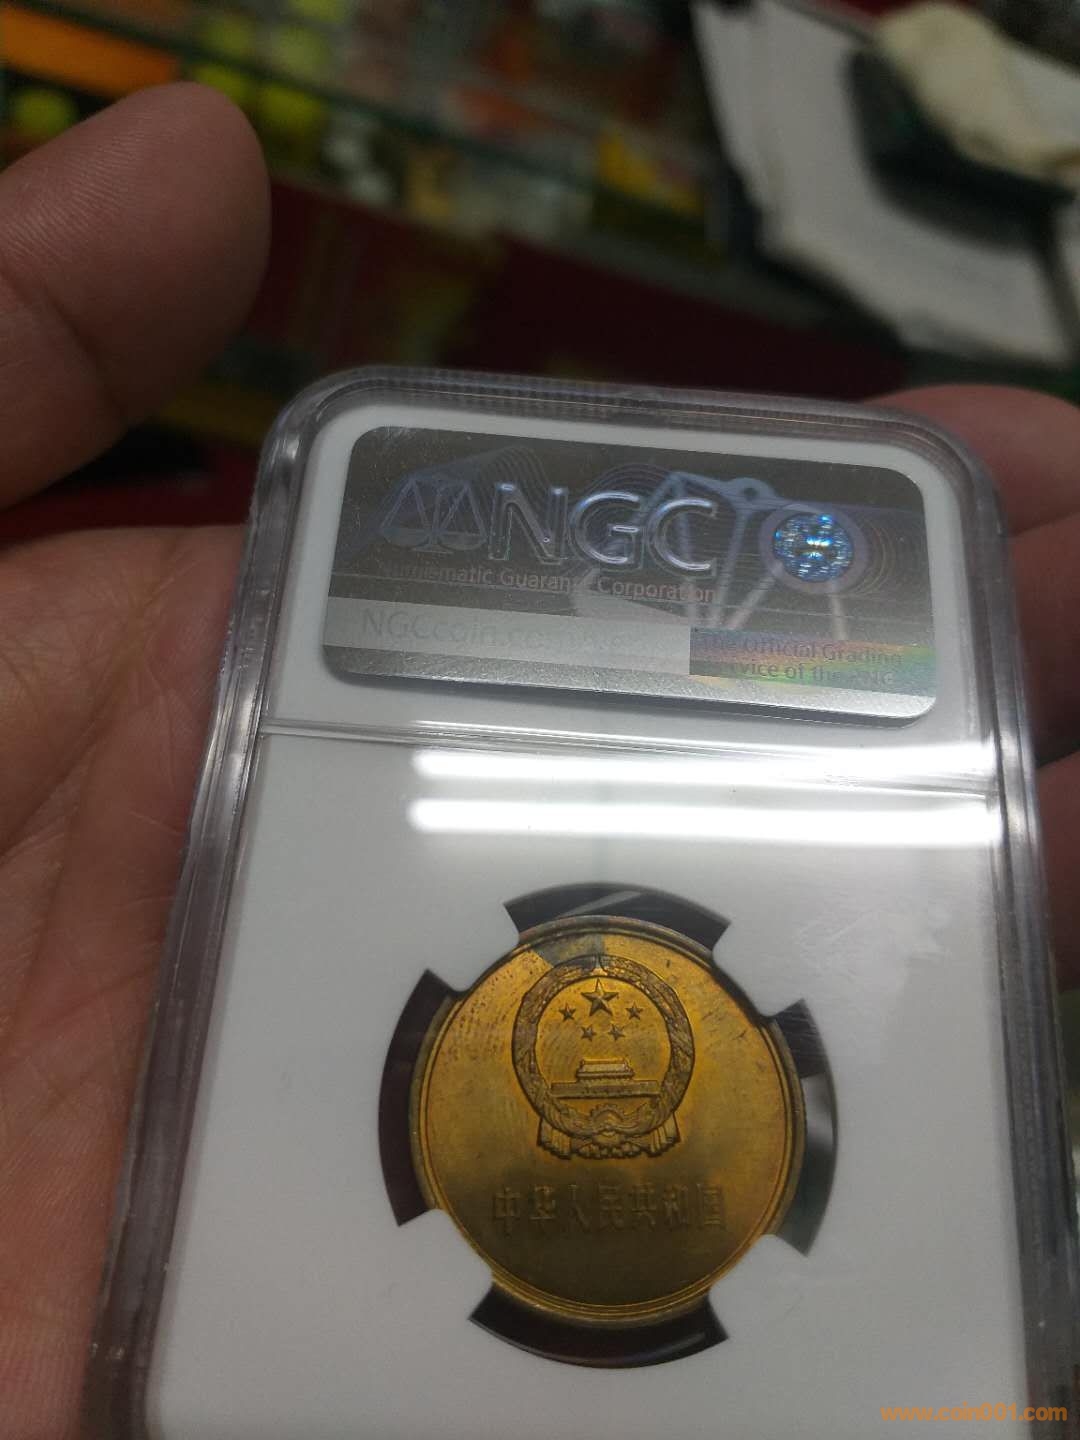 NGC
Numismatic Guaranty Corporation
NGCcoin.com
The Official Grading
Service of the PNG
中华人民共和国
www.coin001.com